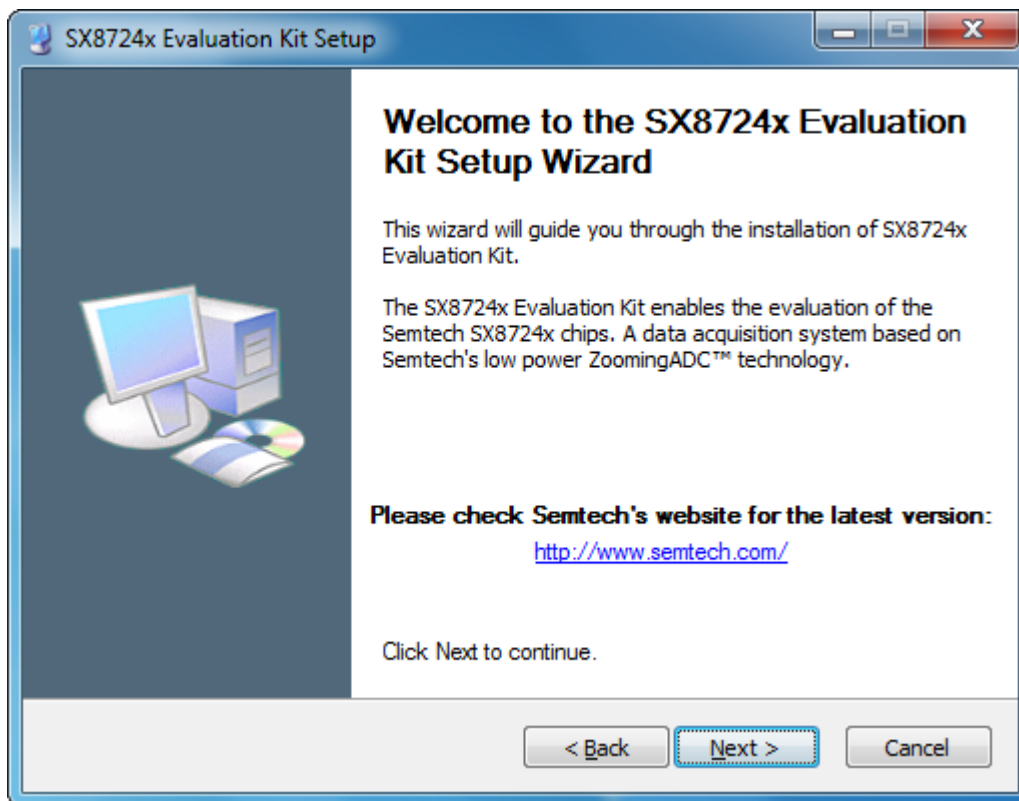 SX8724x Evaluation Kit Setup
Welcome to the SX8724x Evaluation
Kit Setup Wizard
This wizard will guide you through the installation of SX8724x
Evaluation Kit.
The SX8724x Evaluation Kit enables the evaluation of the
Semtech SX8724x chips. A data acquisition system based on
Semtech's low power ZoomingADC™ technology.
Please check Semtech's website for the latest version:
http://www.semtech.com/
Click Next to continue.
< Back
Next >
Cancel